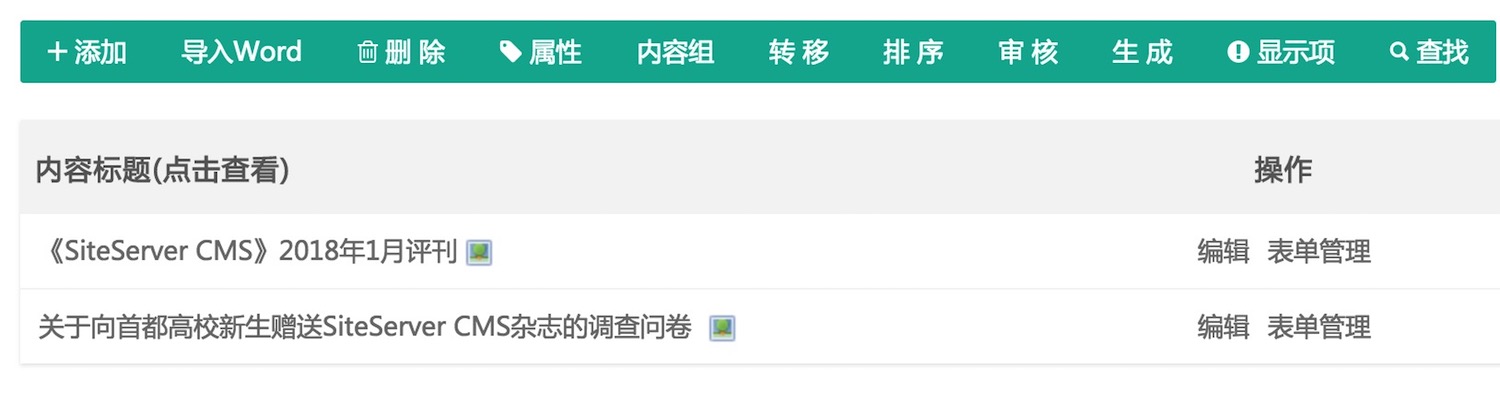 添加 导入Word 删 除 属性 内容组 转 移 排 序 审 核 生 成 显示项 查找
内容标题(点击查看) 操作
《SiteServer CMS》2018年1月评刊 编辑 表单管理
关于向首都高校新生赠送SiteServer CMS杂志的调查问卷 编辑 表单管理